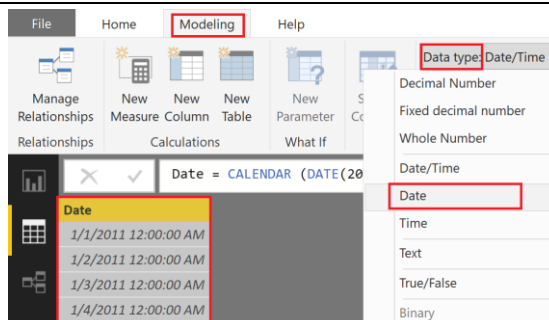 File Home Modeling Help
Data type: Date/Time
Manage Relationships
New Measure
New Column
New Table
New Parameter
Relationships Calculations What If
Decimal Number
Fixed decimal number
Whole Number
Date/Time
Date
Time
Text
True/False
Binary
Date = CALENDAR (DATE(20
Date
1/1/2011 12:00:00 AM
1/2/2011 12:00:00 AM
1/3/2011 12:00:00 AM
1/4/2011 12:00:00 AM